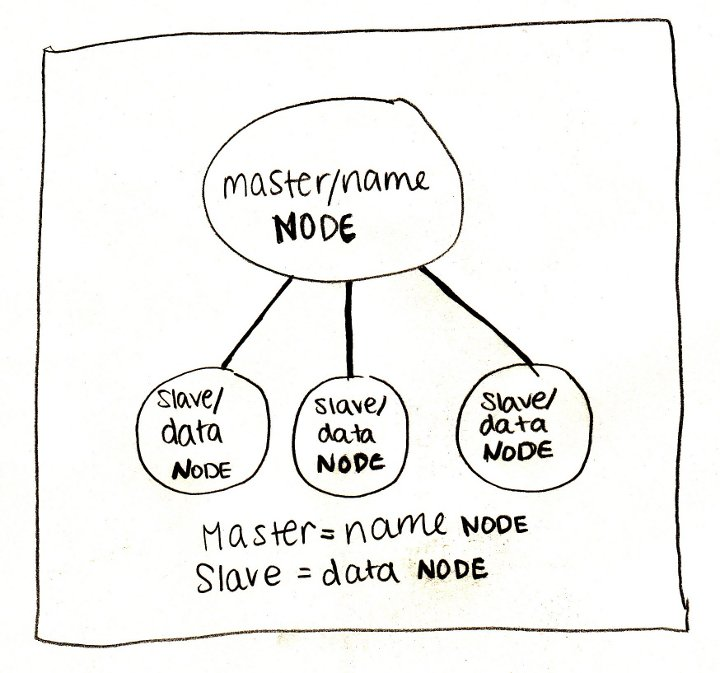 master/name
NODE
slave/
data
NODE
slave/
data
NODE
slave/
data
NODE
Master = name NODE
Slave = data NODE